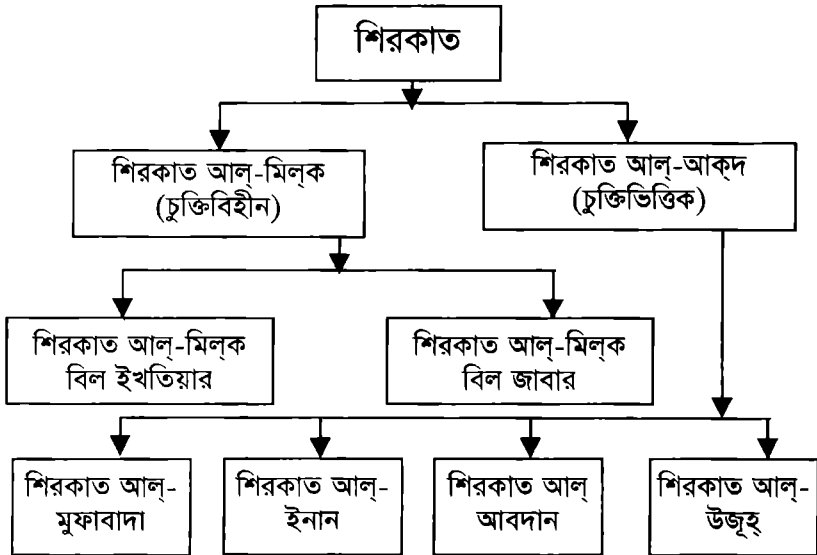 শিরকাত
শিরকাত আল্-মিল্ক
(চুক্তিবিহীন)
শিরকাত আল্-আক্দ
(চুক্তিভিত্তিক)
শিরকাত আল্-মিল্ক
বিল ইখতিয়ার
শিরকাত আল্-মিল্ক
বিল জাবার
শিরকাত আল্-
মুফাবাদা
শিরকাত আল্-
ইনান
শিরকাত আল্
আবদান
শিরকাত আল্-
উজূহ্